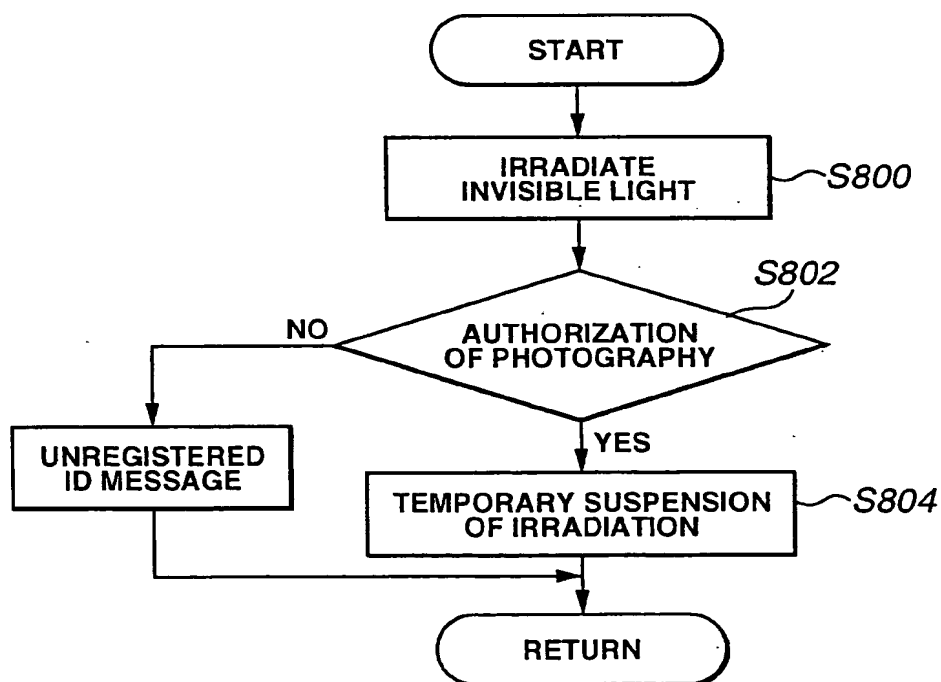 START
IRRADIATE
INVISIBLE LIGHT
S800
S802
AUTHORIZATION
OF PHOTOGRAPHY
NO
YES
UNREGISTERED
ID MESSAGE
TEMPORARY SUSPENSION
OF IRRADIATION
S804
RETURN